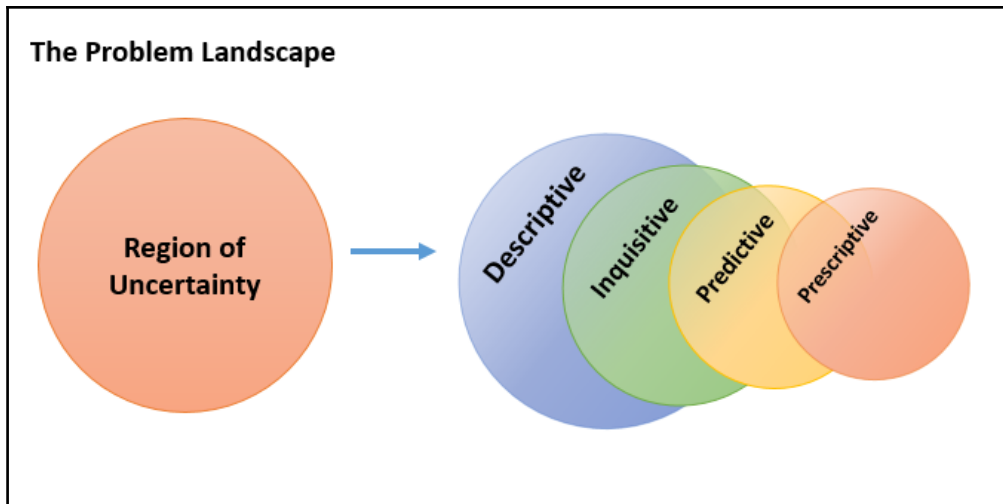 The Problem Landscape
Region of
Uncertainty
Descriptive
Inquisitive
Predictive
Prescriptive